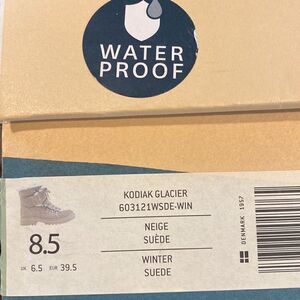 WATER
PROOF
KODIAK GLACIER
603121WSDE-WIN
NEIGE
SUÈDE
WINTER
SUEDE
8.5
UK 6.5 EUR 39.5
DENMARK 1957